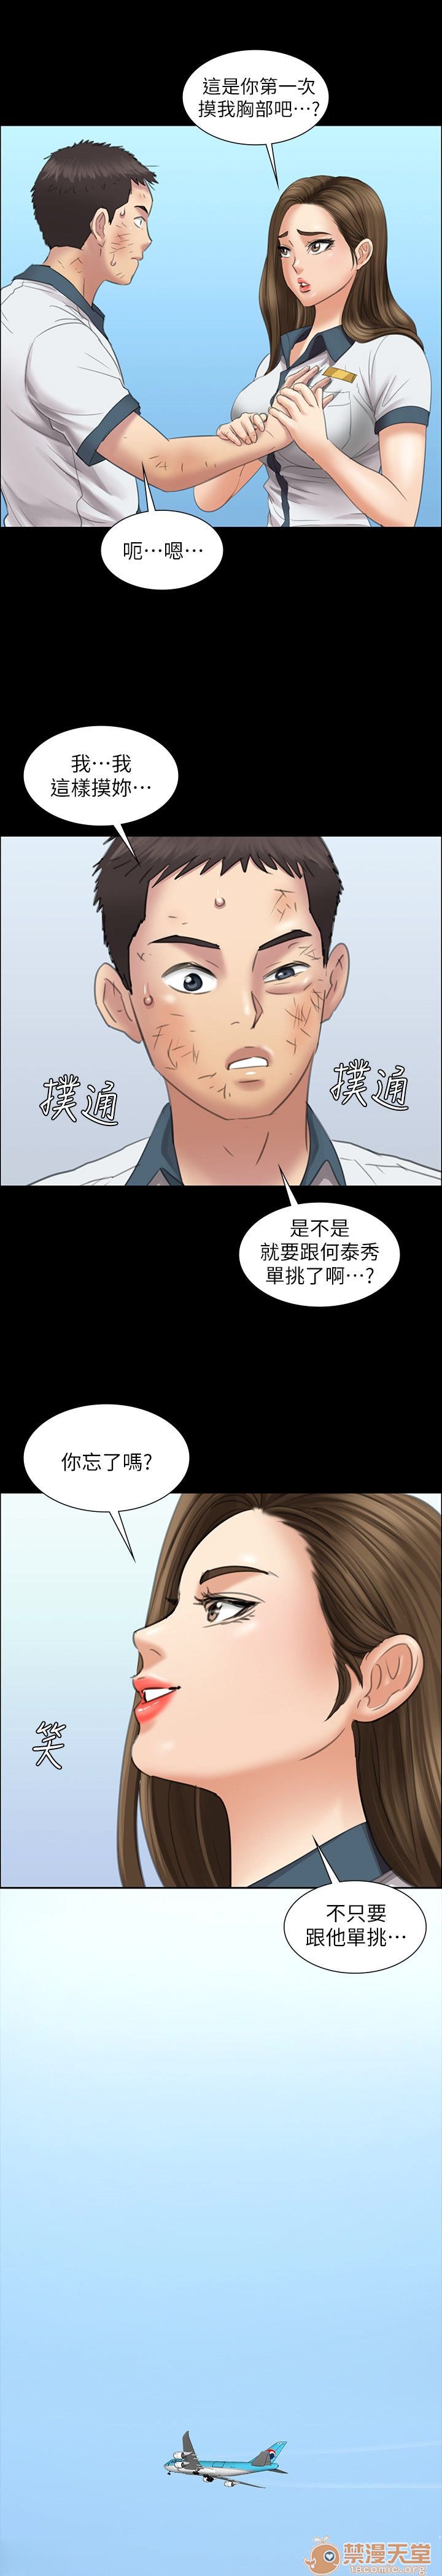 這是你第一次
摸我胸部吧…?
呃…嗯…
我…我
這樣摸妳…
撲通
撲通
是不是
就要跟何泰秀
單挑了啊…?
你忘了嗎?
笑
不只要
跟他單挑…
禁漫天堂
18comic.org